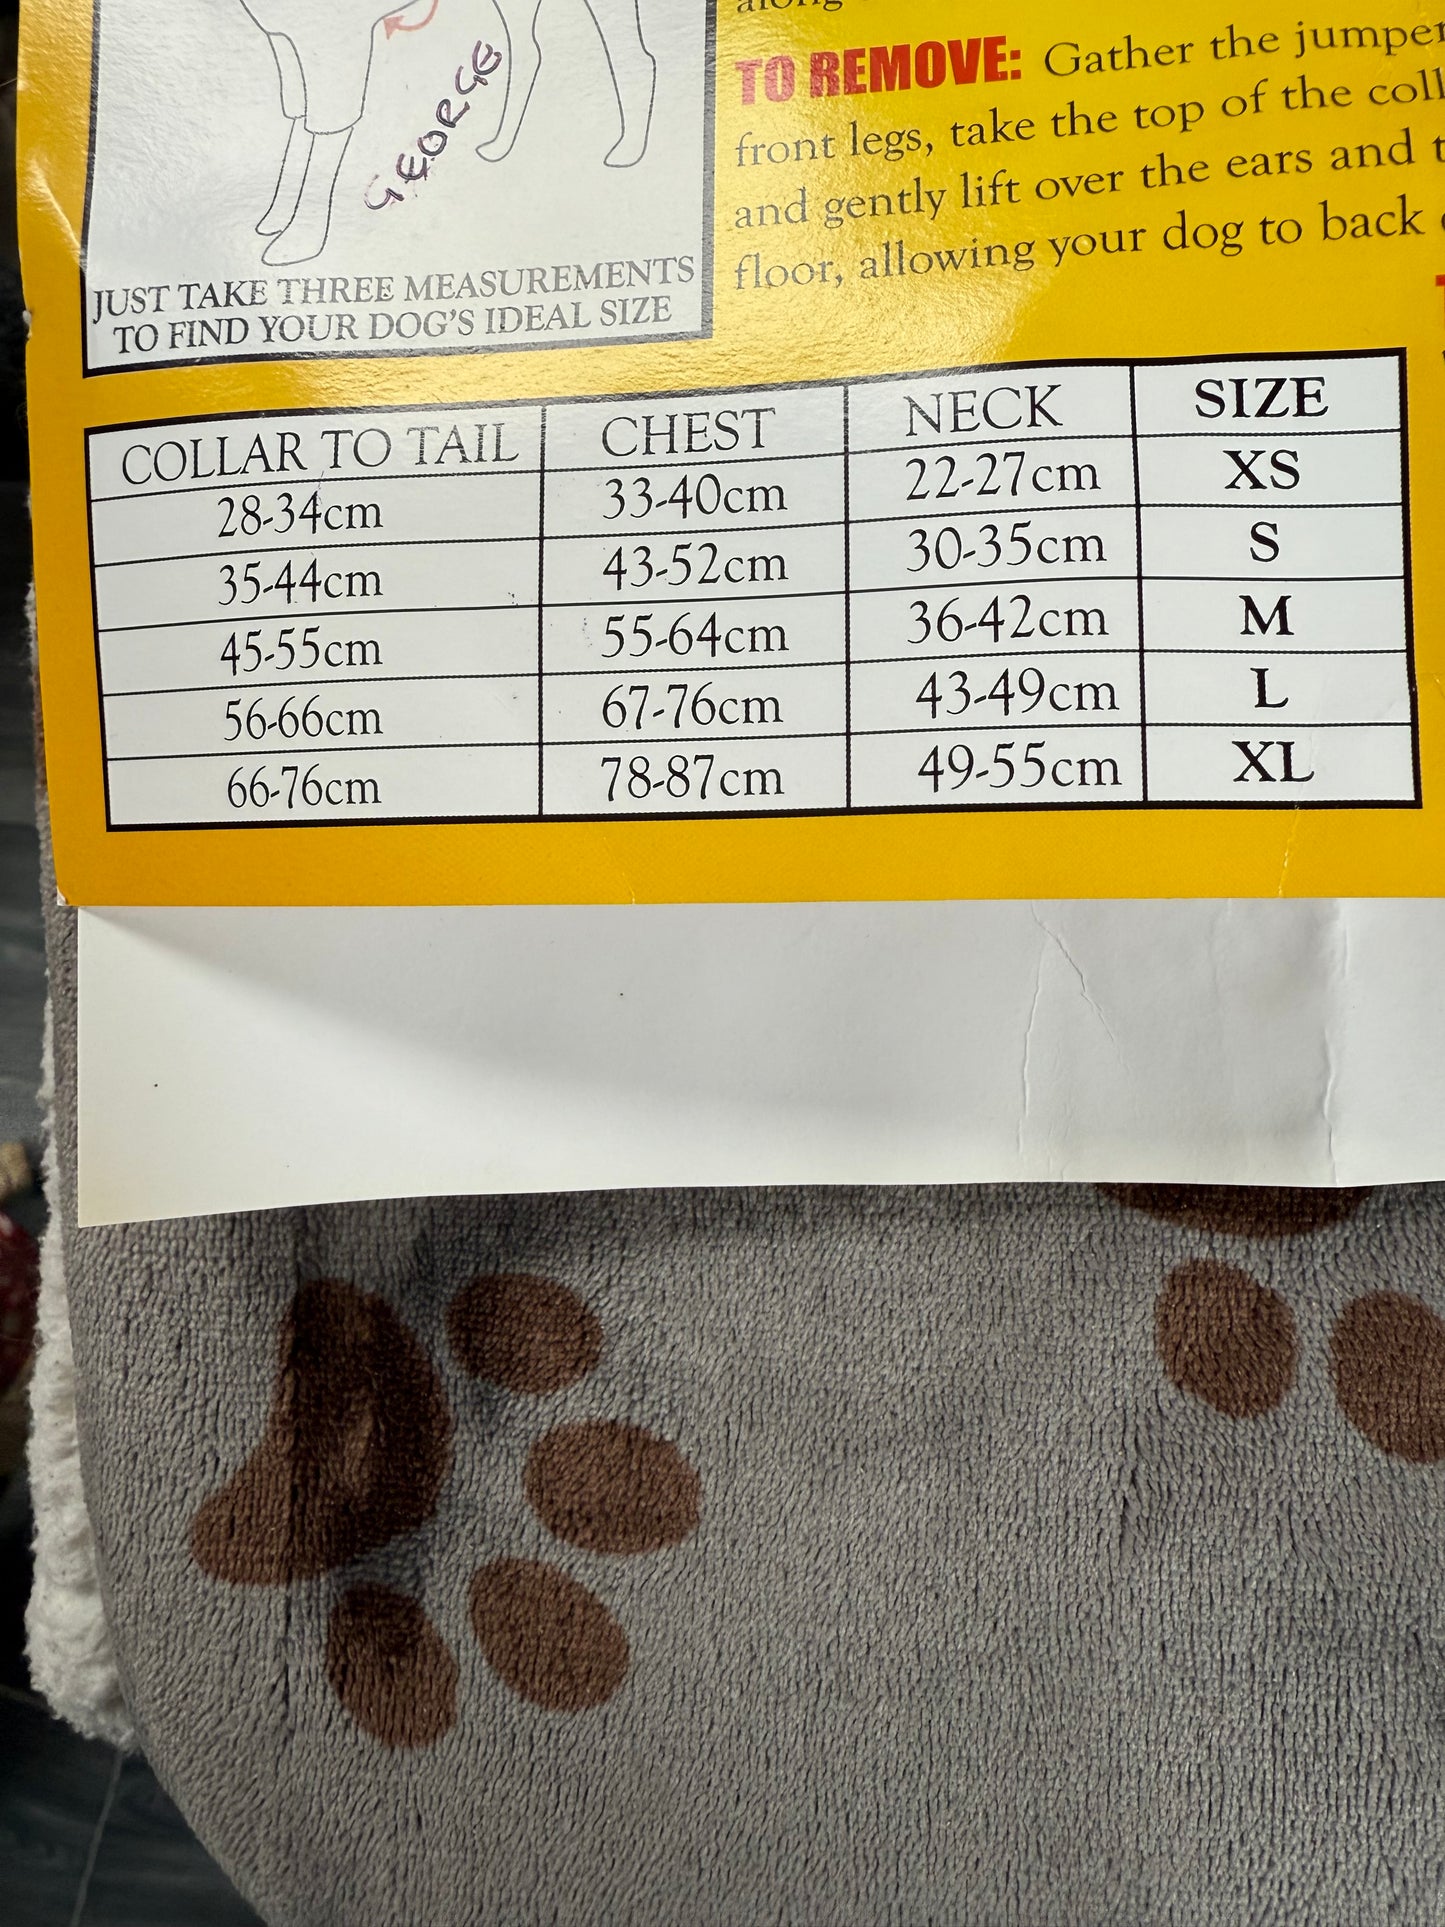 along
TO REMOVE: Gather the jumper
front legs, take the top of the coll
and gently lift over the ears and t
floor, allowing your dog to back
GEORGE
JUST TAKE THREE MEASUREMENTS
TO FIND YOUR DOG'S IDEAL SIZE
COLLAR TO TAIL CHEST NECK SIZE
28-34cm 33-40cm 22-27cm XS
35-44cm 43-52cm 30-35cm S
45-55cm 55-64cm 36-42cm M
56-66cm 67-76cm 43-49cm L
66-76cm 78-87cm 49-55cm XL